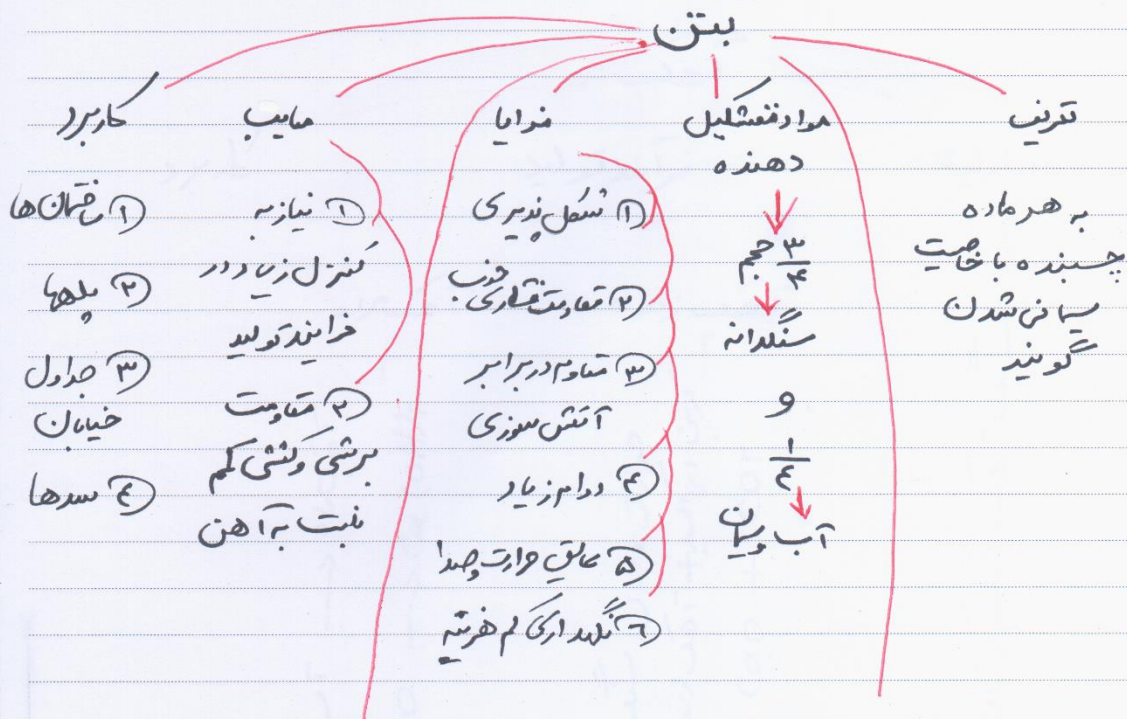 بتن
تعریف
به هر ماده
چسبنده با خاصیت
سیمانی شدن
گویند
مواد تشکیل
دهنده
۳/۴ حجم
سنگدانه
و
۱/۴
آب و سیمان
مزایا
۱ شکل پذیری
۲ مقاومت فشاری خوب
۳ مقاوم در برابر
آتش سوزی
۴ دوام زیاد
۵ عایق حرارت و صدا
۶ نگهداری کم هزینه
معایب
۱ نیاز به
کنترل زیاد در
فرایند تولید
۲ مقاومت
برشی و کششی کم
نسبت به آهن
کاربرد
۱ ساختمان ها
۲ پلها
۳ جداول
خیابان
۴ سدها